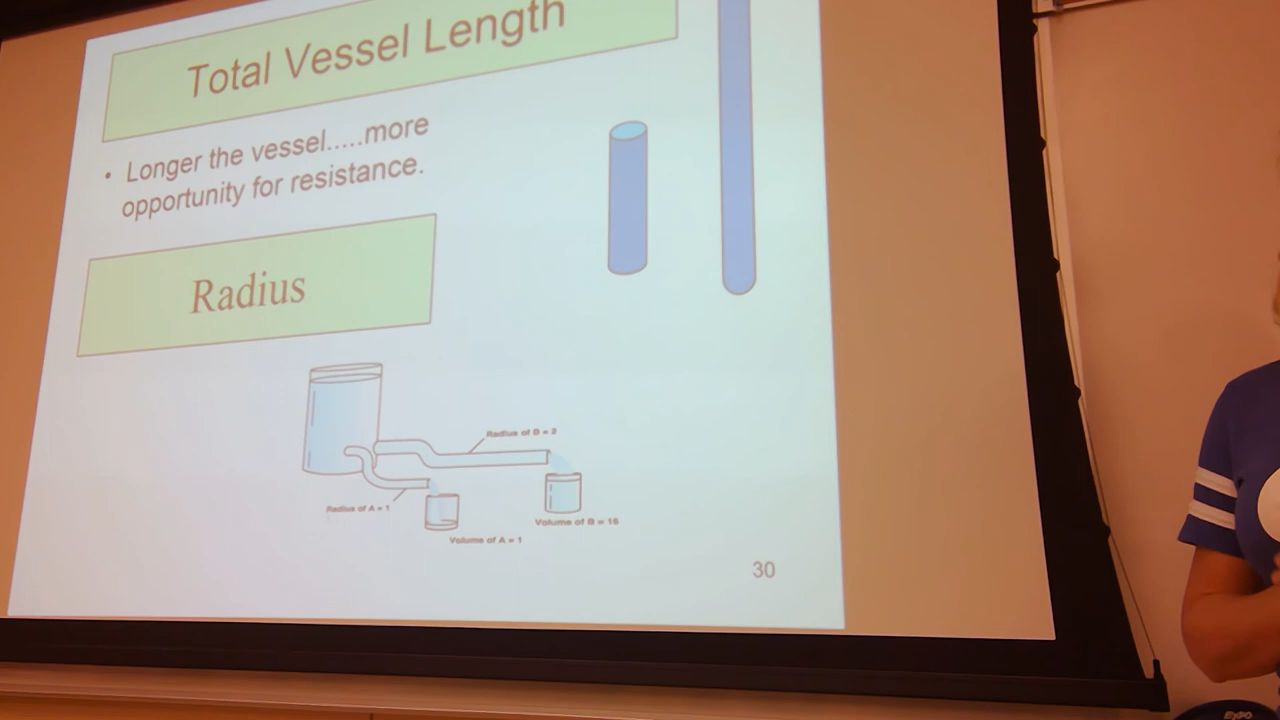 Total Vessel Length
• Longer the vessel.....more
opportunity for resistance.
Radius
Radius of B = 2
Radius of A = 1
Volume of B = 16
Volume of A = 1
30
EXPO